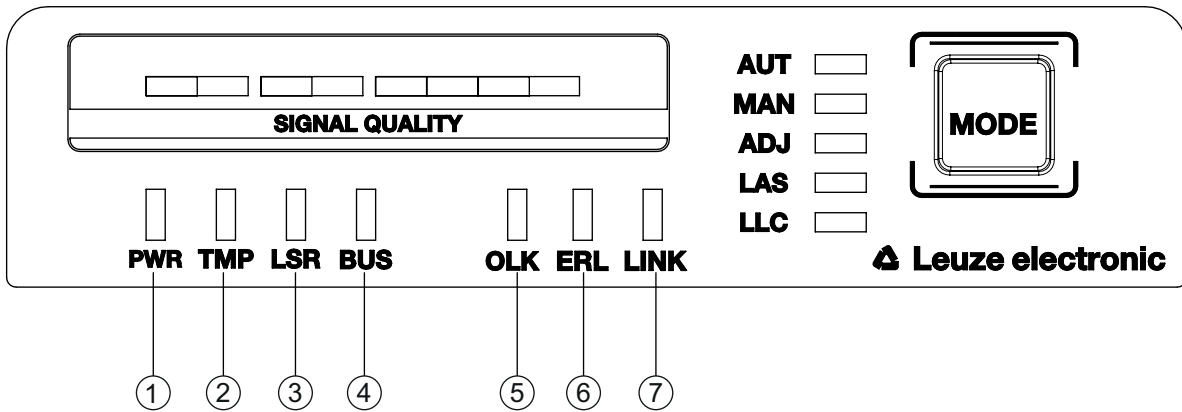 SIGNAL QUALITY
AUT
MAN
ADJ
LAS
LLC
MODE
PWR TMP LSR BUS OLK ERL LINK
Leuze electronic
1 2 3 4 5 6 7